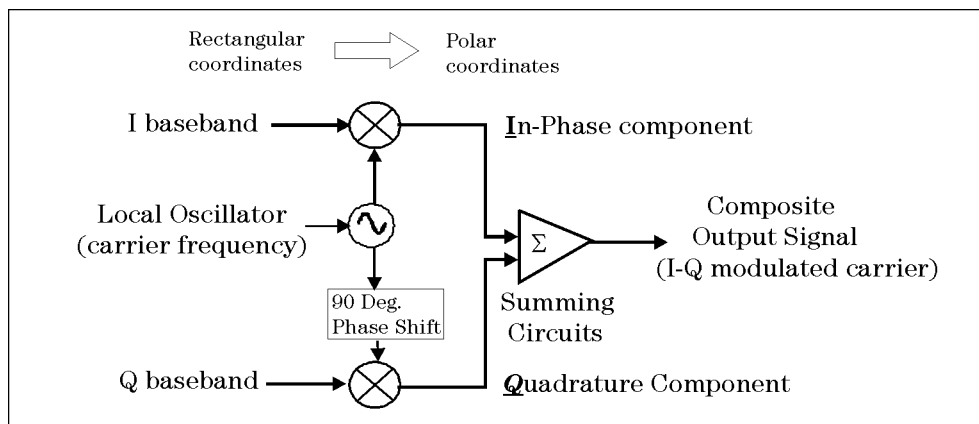 Rectangular
coordinates
Polar
coordinates
I baseband
In-Phase component
Local Oscillator
(carrier frequency)
Σ
Composite
Output Signal
(I-Q modulated carrier)
90 Deg.
Phase Shift
Summing
Circuits
Q baseband
Quadrature Component